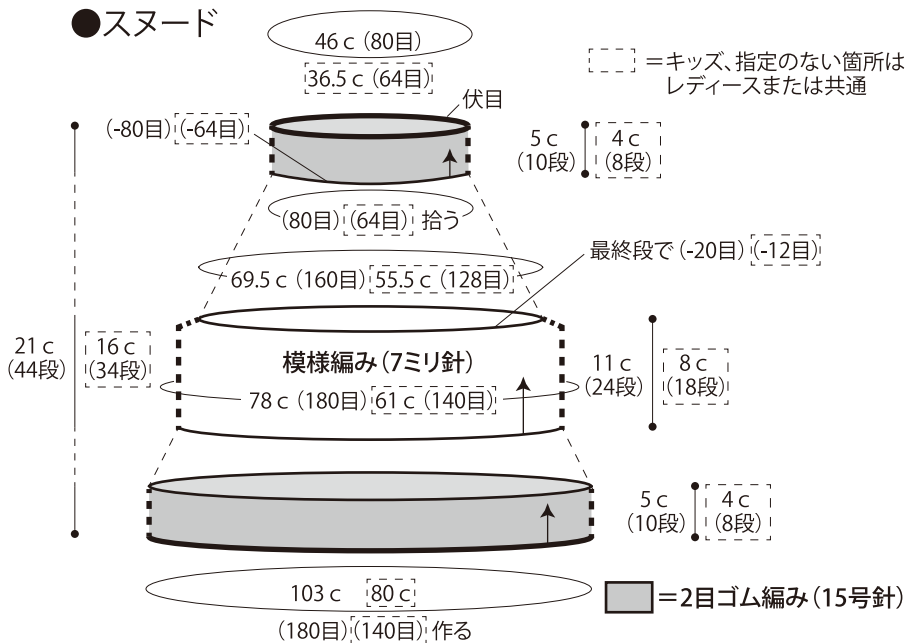 ●スヌード
46 c (80目)
36.5 c (64目)
=キッズ、指定のない箇所は
レディースまたは共通
伏目
(-80目) (-64目)
5 c
(10段)
4 c
(8段)
(80目) (64目) 拾う
最終段で (-20目) (-12目)
69.5 c (160目) 55.5 c (128目)
21 c
(44段)
16 c
(34段)
模様編み (7ミリ針)
78 c (180目) 61 c (140目)
11 c
(24段)
8 c
(18段)
5 c
(10段)
4 c
(8段)
103 c 80 c
(180目) (140目) 作る
=2目ゴム編み (15号針)